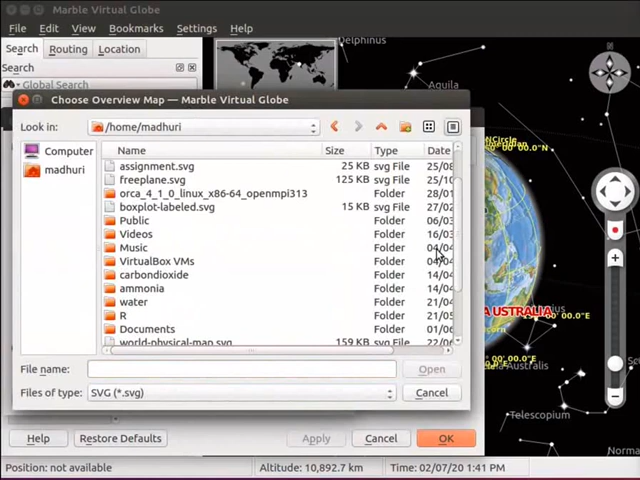 Marble Virtual Globe
File Edit View Bookmarks Settings Help
Search Routing Location
Search
Global Search
Delphinus
Aquila
Choose Overview Map — Marble Virtual Globe
Look in: /home/madhuri
Computer
madhuri
Name Size Type Date
assignment.svg 25 KB svg File 25/08
freeplane.svg 125 KB svg File 25/10
orca_4_1_0_linux_x86-64_openmpi313 Folder 28/01
boxplot-labeled.svg 15 KB svg File 27/02
Public Folder 06/03
Videos Folder 16/03
Music Folder 04/04
VirtualBox VMs Folder 04/04
carbondioxide Folder 14/04
ammonia Folder 14/04
water Folder 21/04
R Folder 21/05
Documents Folder 01/06
world-physical-map.svg 159 KB svg File 22/06
File name: Open
Files of type: SVG (*.svg) Cancel
Help Restore Defaults Apply Cancel OK
AUSTRALIA
Telescopium
Position: not available Altitude: 10,892.7 km Time: 02/07/20 1:41 PM